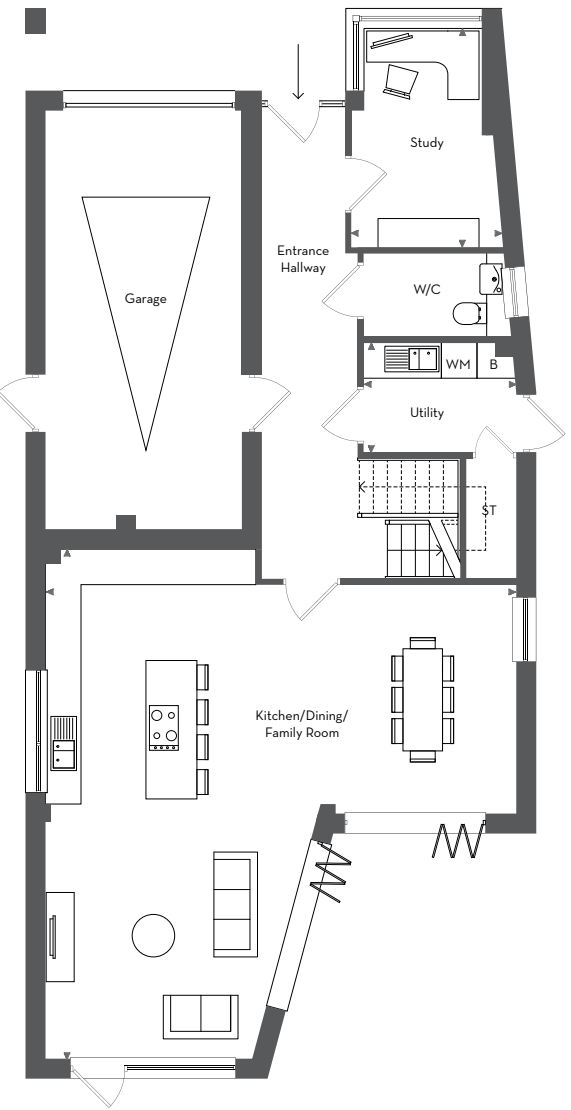 Study
Entrance
Hallway
Garage
W/C
WM
B
Utility
ST
Kitchen/Dining/
Family Room